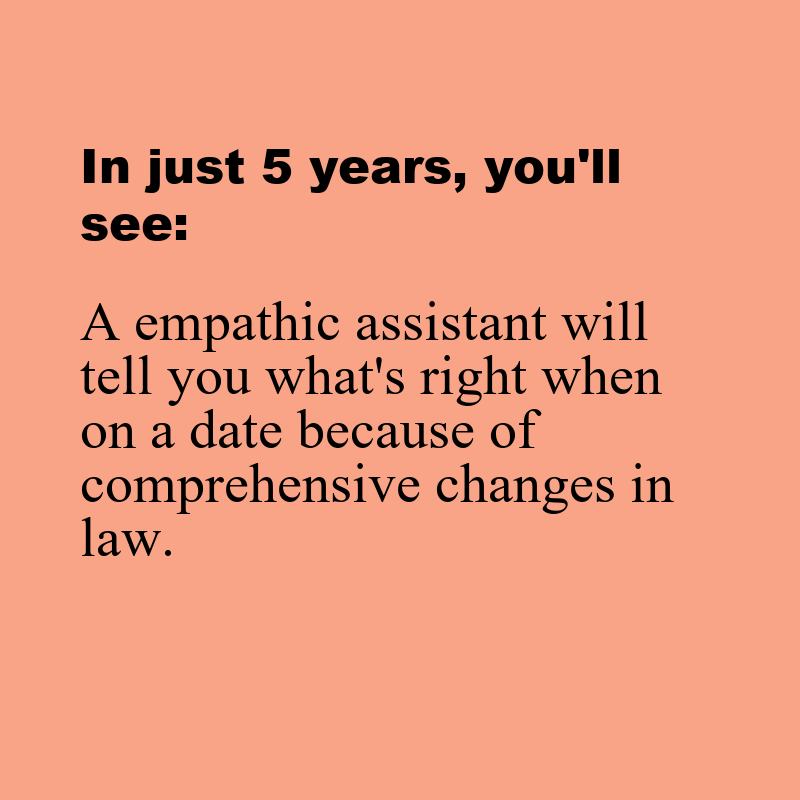 In just 5 years, you'll
see:
A empathic assistant will
tell you what's right when
on a date because of
comprehensive changes in
law.